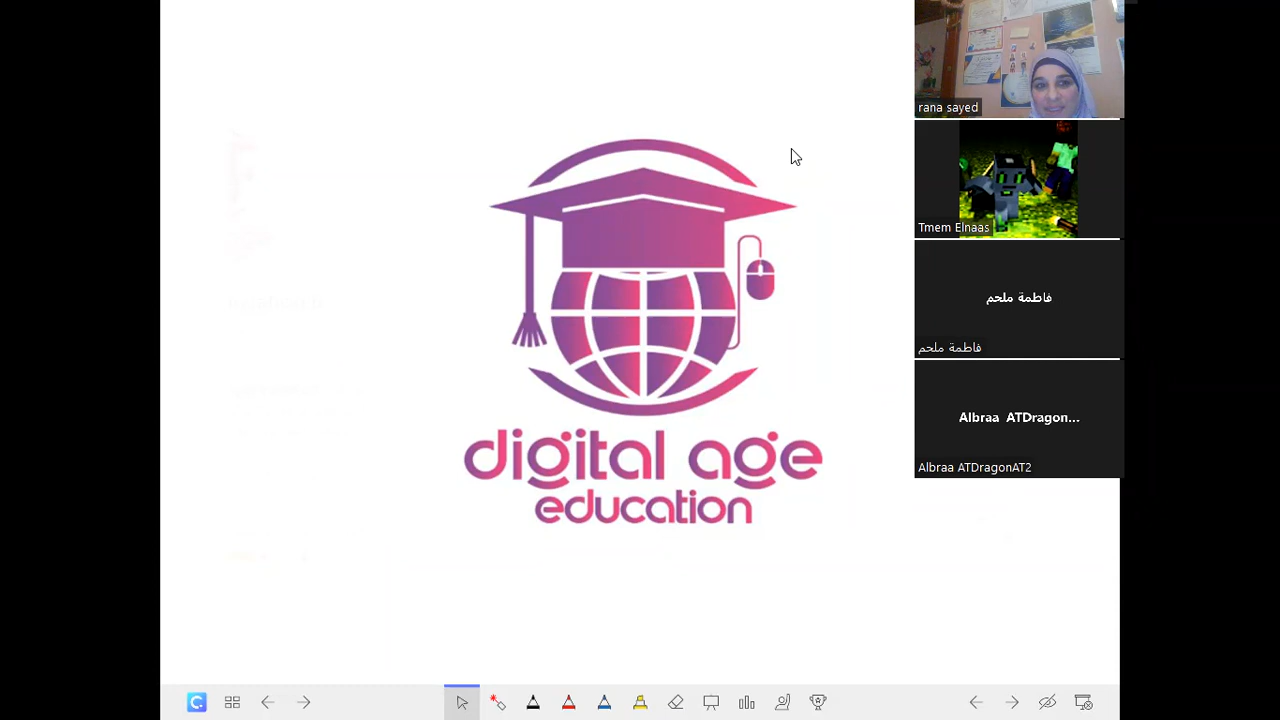 rana sayed
Tmem Elnaas
فاطمة ملحم
فاطمة ملحم
Albraa ATDragon...
Albraa ATDragonAT2
digital age
education